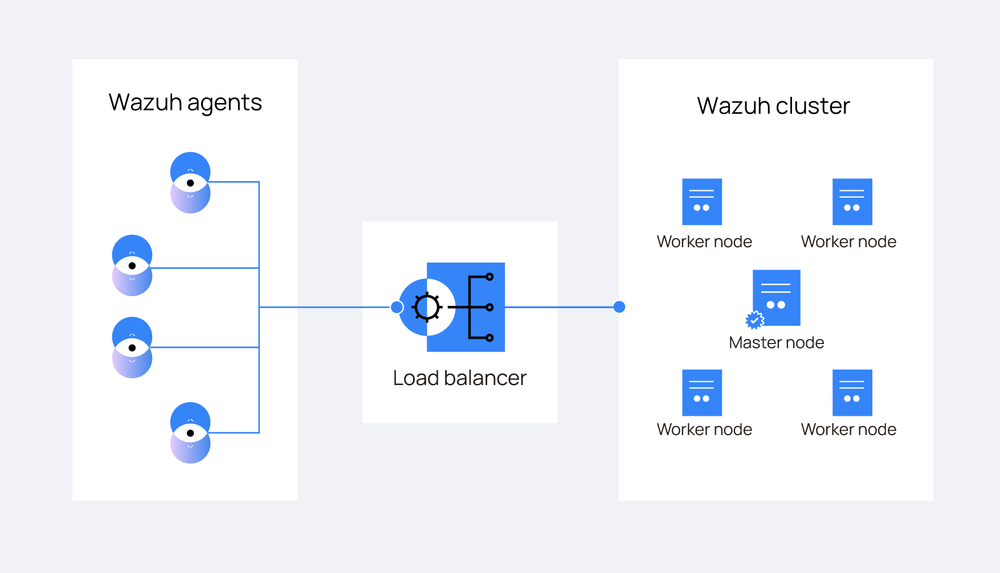 Wazuh agents
Load balancer
Wazuh cluster
Worker node
Worker node
Master node
Worker node
Worker node